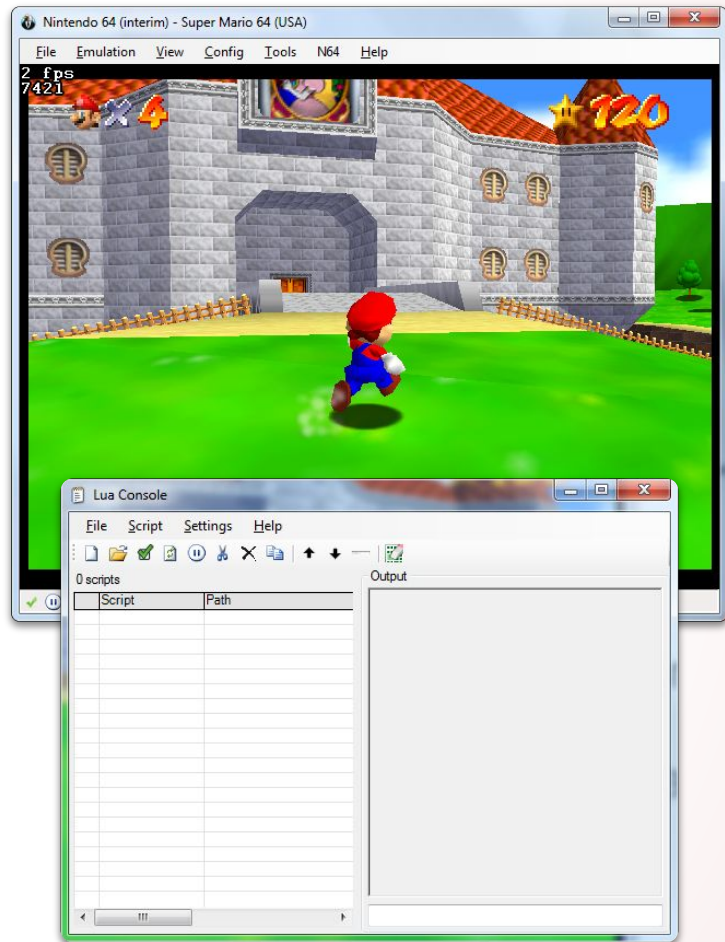 Nintendo 64 (interim) - Super Mario 64 (USA)
File Emulation View Config Tools N64 Help
2 fps
7421
× 4
120
Lua Console
File Script Settings Help
0 scripts
Output
Script Path